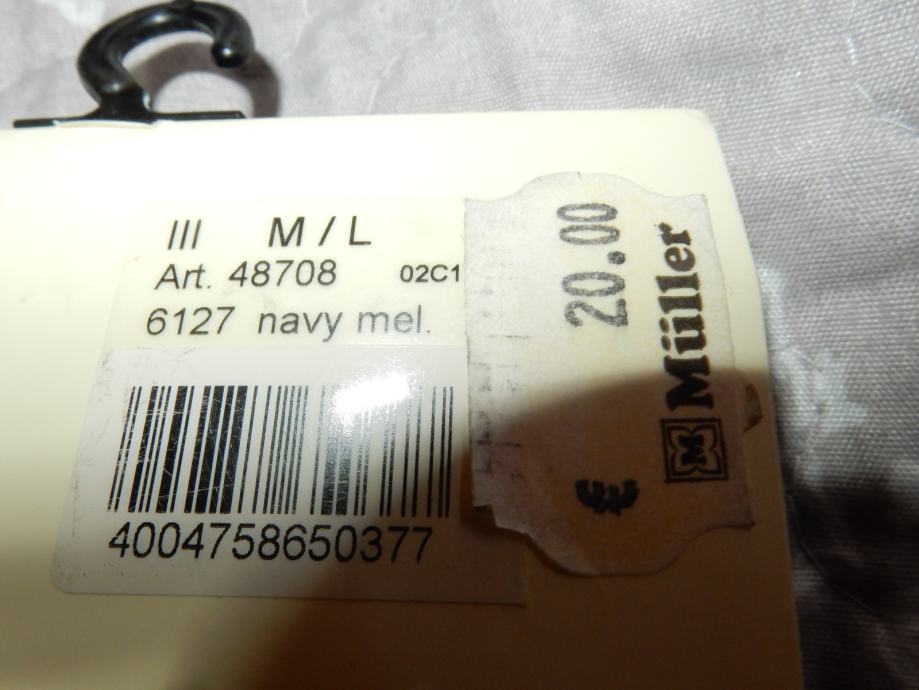 III M / L
Art. 48708 02C1
6127 navy mel.
4004758650377
€ 20.00
M Müller